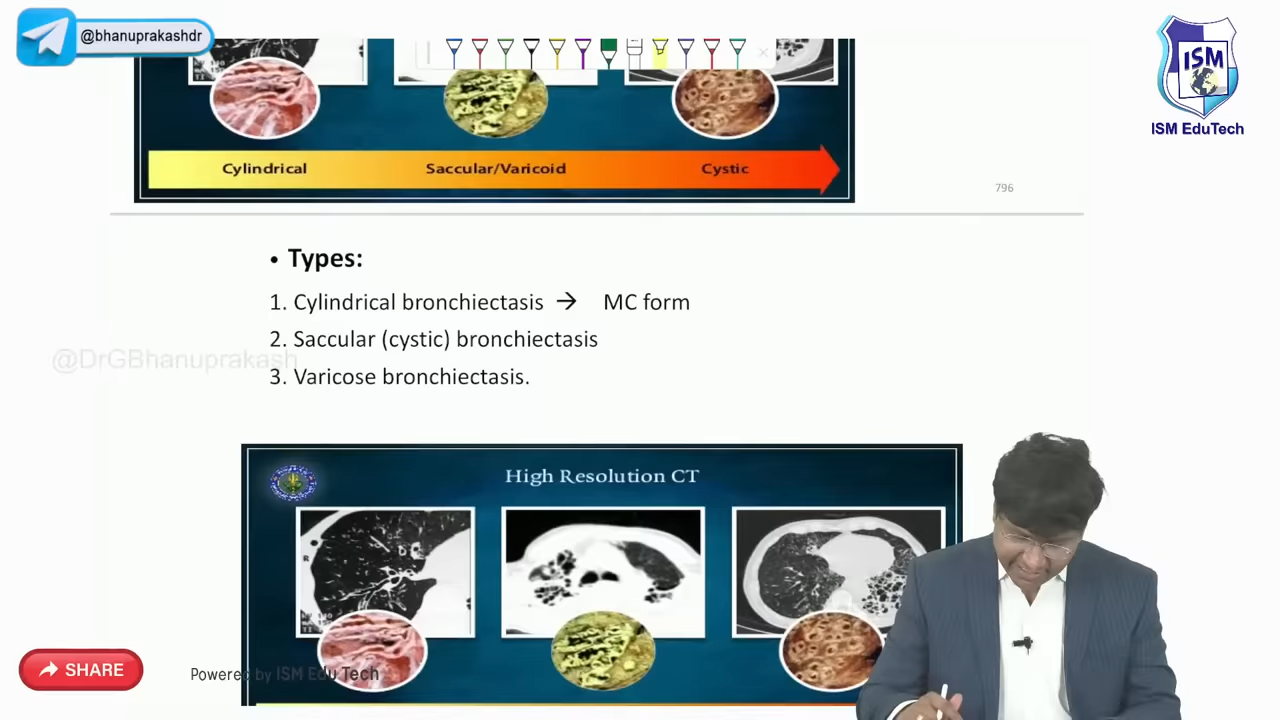 @bhanuprakashdr
ISM
ISM EduTech
Cylindrical
Saccular/Varicoid
Cystic
796
• Types:
1. Cylindrical bronchiectasis → MC form
2. Saccular (cystic) bronchiectasis
@DrGBhanuprakash
3. Varicose bronchiectasis.
High Resolution CT
R
SHARE
Powered by ISM Edu Tech